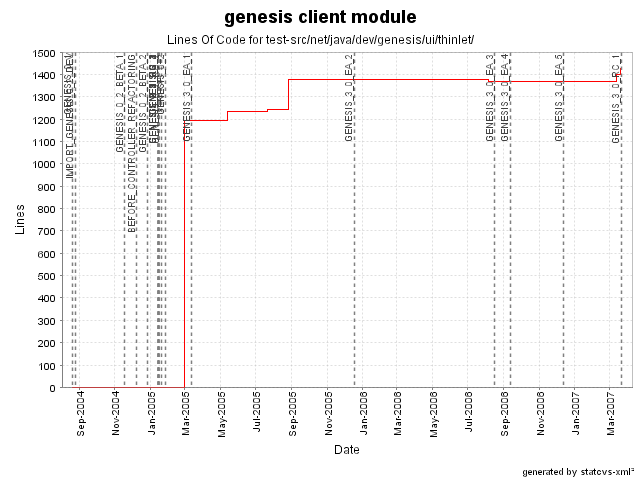 genesis client module
Lines Of Code for test-src/net/java/dev/genesis/ui/thinlet/
1500
1400
1300
1200
1100
1000
900
800
700
600
500
400
300
200
100
0
Lines
GENESIS_0_2_BETA_1
BEFORE_CONTROLLER_REFACTORING
GENESIS_0_2_BETA_2
GENESIS_3_0_EA_1
GENESIS_3_0_EA_2
GENESIS_3_0_EA_3
GENESIS_3_0_EA_4
GENESIS_3_0_EA_5
GENESIS_3_0_RC_1
Sep-2004
Nov-2004
Jan-2005
Mar-2005
May-2005
Jul-2005
Sep-2005
Nov-2005
Jan-2006
Mar-2006
May-2006
Jul-2006
Sep-2006
Nov-2006
Jan-2007
Mar-2007
Date
generated by statcvs-xml²